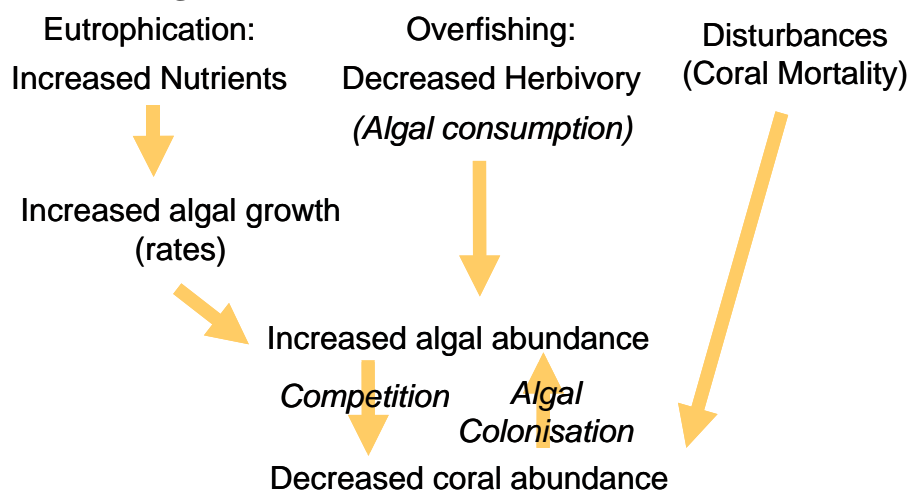 Eutrophication:
Increased Nutrients
Overfishing:
Decreased Herbivory
(Algal consumption)
Disturbances
(Coral Mortality)
Increased algal growth
(rates)
Increased algal abundance
Competition
Algal
Colonisation
Decreased coral abundance